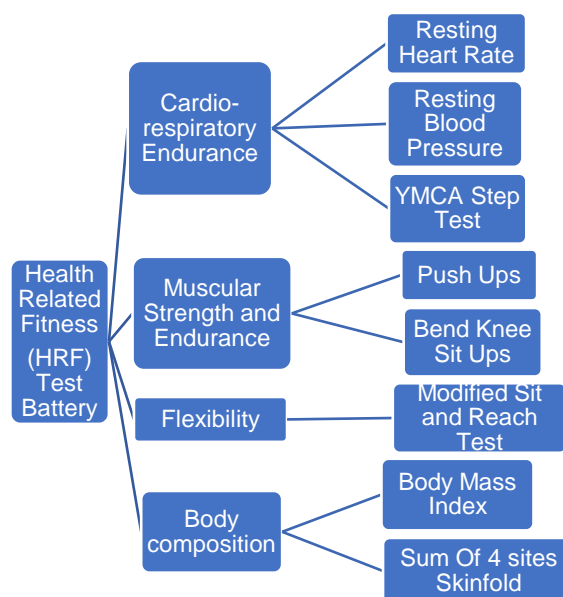 Health
Related
Fitness
(HRF)
Test
Battery
Cardio-
respiratory
Endurance
Resting
Heart Rate
Resting
Blood
Pressure
YMCA Step
Test
Muscular
Strength and
Endurance
Push Ups
Bend Knee
Sit Ups
Flexibility
Modified Sit
and Reach
Test
Body
composition
Body Mass
Index
Sum Of 4 sites
Skinfold